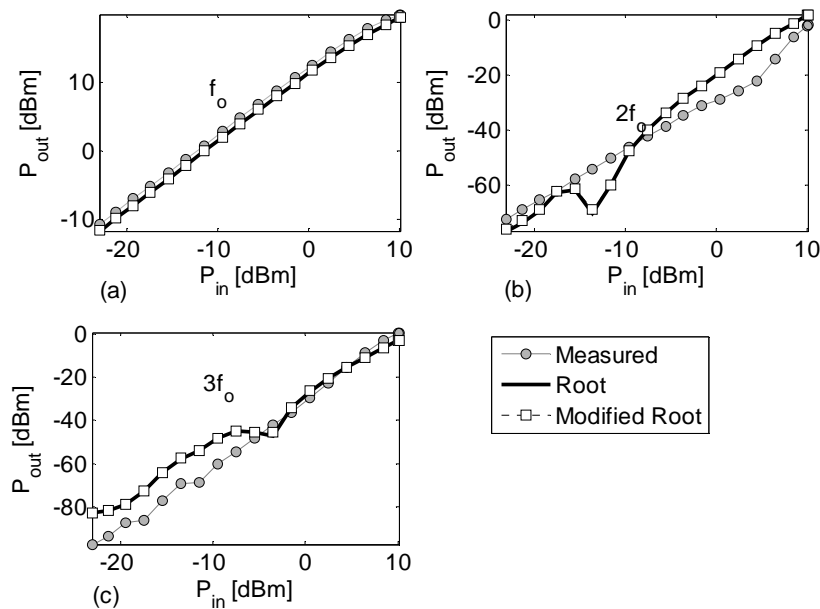 10
0
-10
-20
-10
0
10
P_out [dBm]
f_o
P_in [dBm]
(a)
0
-20
-40
-60
-20
-10
0
10
P_out [dBm]
2f_o
P_in [dBm]
(b)
0
-20
-40
-60
-80
-20
-10
0
10
P_out [dBm]
3f_o
P_in [dBm]
(c)
Measured
Root
Modified Root